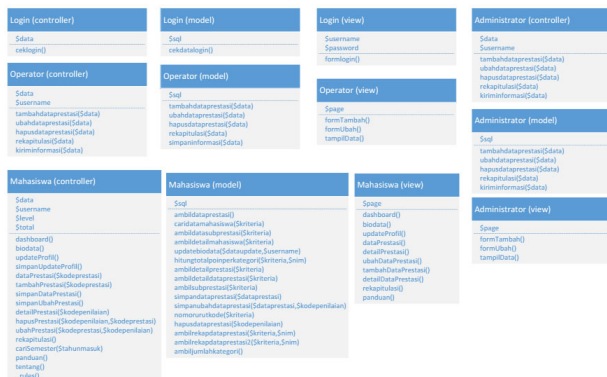 Login (controller)
$data
ceklogin()
Login (model)
$sql
cekdatalogin()
Login (view)
$username
$password
formlogin()
Administrator (controller)
$data
$username
tambahdataprestasi($data)
ubahdataprestasi($data)
hapusdataprestasi($data)
rekapitulasi($data)
kiriminformasi($data)
Operator (controller)
$data
$username
tambahdataprestasi($data)
ubahdataprestasi($data)
hapusdataprestasi($data)
rekapitulasi($data)
kiriminformasi($data)
Operator (model)
$sql
tambahdataprestasi($data)
ubahdataprestasi($data)
hapusdataprestasi($data)
rekapitulasi($data)
simpaninformasi($data)
Operator (view)
$page
formTambah()
formUbah()
tampilData()
Administrator (model)
$sql
tambahdataprestasi($data)
ubahdataprestasi($data)
hapusdataprestasi($data)
rekapitulasi($data)
kiriminformasi($data)
Mahasiswa (controller)
$data
$username
$level
$total
dashboard()
biodata()
updateProfil()
simpanUpdateProfil()
dataPrestasi($kodeprestasi)
tambahPrestasi($kodeprestasi)
simpanDataPrestasi()
simpanUbahPrestasi()
detailPrestasi($kodepenilaian)
hapusPrestasi($kodepenilaian,$kodeprestasi)
ubahPrestasi($kodeprestasi,$kodepenilaian)
rekapitulasi()
cariSemester($tahunmasuk)
panduan()
tentang()
_rules()
Mahasiswa (model)
$sql
ambildataprestasi()
caridatamahasiswa($kriteria)
ambildatasubprestasi($kriteria)
ambildetailmahasiswa($kriteria)
updatebiodata($dataupdate,$username)
hitungtotalpoinperkategori($kriteria,$nim)
ambildetailprestasi($kriteria)
ambildetaildataprestasi($kriteria)
ambilsubprestasi($kriteria)
simpandataprestasi($dataprestasi)
simpanubahdataprestasi($dataprestasi,$kodepenilaian)
nomorurutkode($kriteria)
hapusdataprestasi($kodepenilaian)
ambilrekapdataprestasi($kriteria,$nim)
ambilrekapdataprestasi2($kriteria,$nim)
ambiljumlahkategori()
Mahasiswa (view)
$page
dashboard()
biodata()
updateProfil()
dataPrestasi()
detailPrestasi()
ubahDataPrestasi()
tambahDataPrestasi()
detailDataPrestasi()
rekapitulasi()
panduan()
Administrator (view)
$page
formTambah()
formUbah()
tampilData()